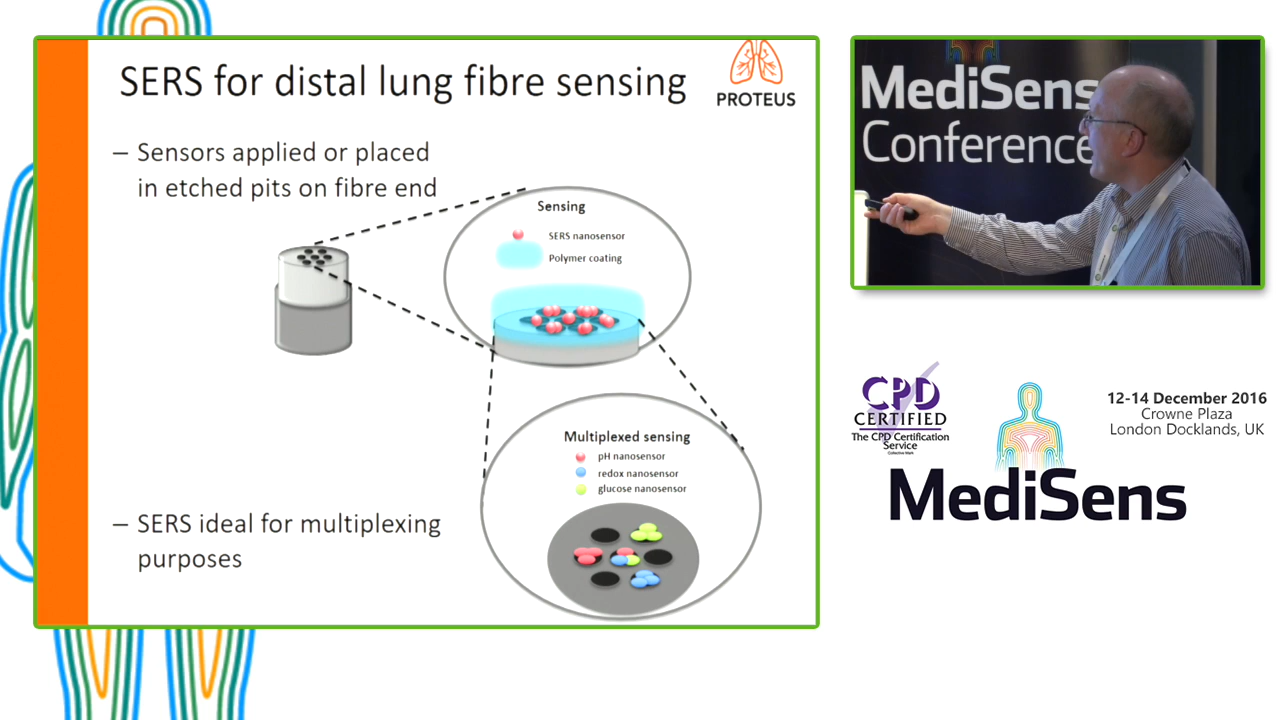 SERS for distal lung fibre sensing
PROTEUS
– Sensors applied or placed
in etched pits on fibre end
Sensing
SERS nanosensor
Polymer coating
Multiplexed sensing
pH nanosensor
redox nanosensor
glucose nanosensor
– SERS ideal for multiplexing
purposes
MediSens
Conference
CPD
CERTIFIED
The CPD Certification
Service
Collective Mark
12-14 December 2016
Crowne Plaza
London Docklands, UK
MediSens